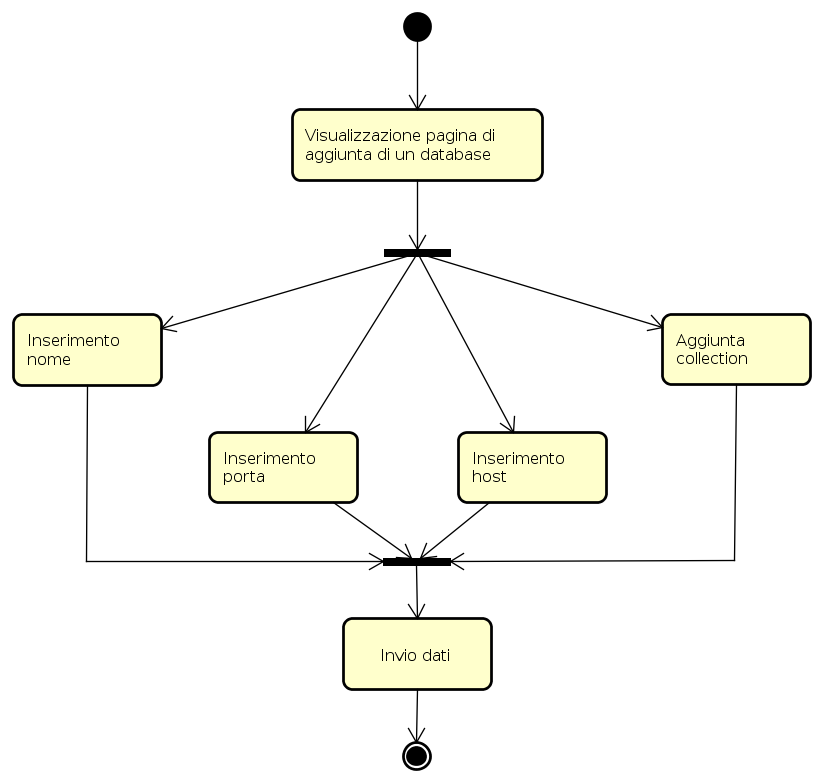 Visualizzazione pagina di
aggiunta di un database
Inserimento
nome
Aggiunta
collection
Inserimento
porta
Inserimento
host
Invio dati